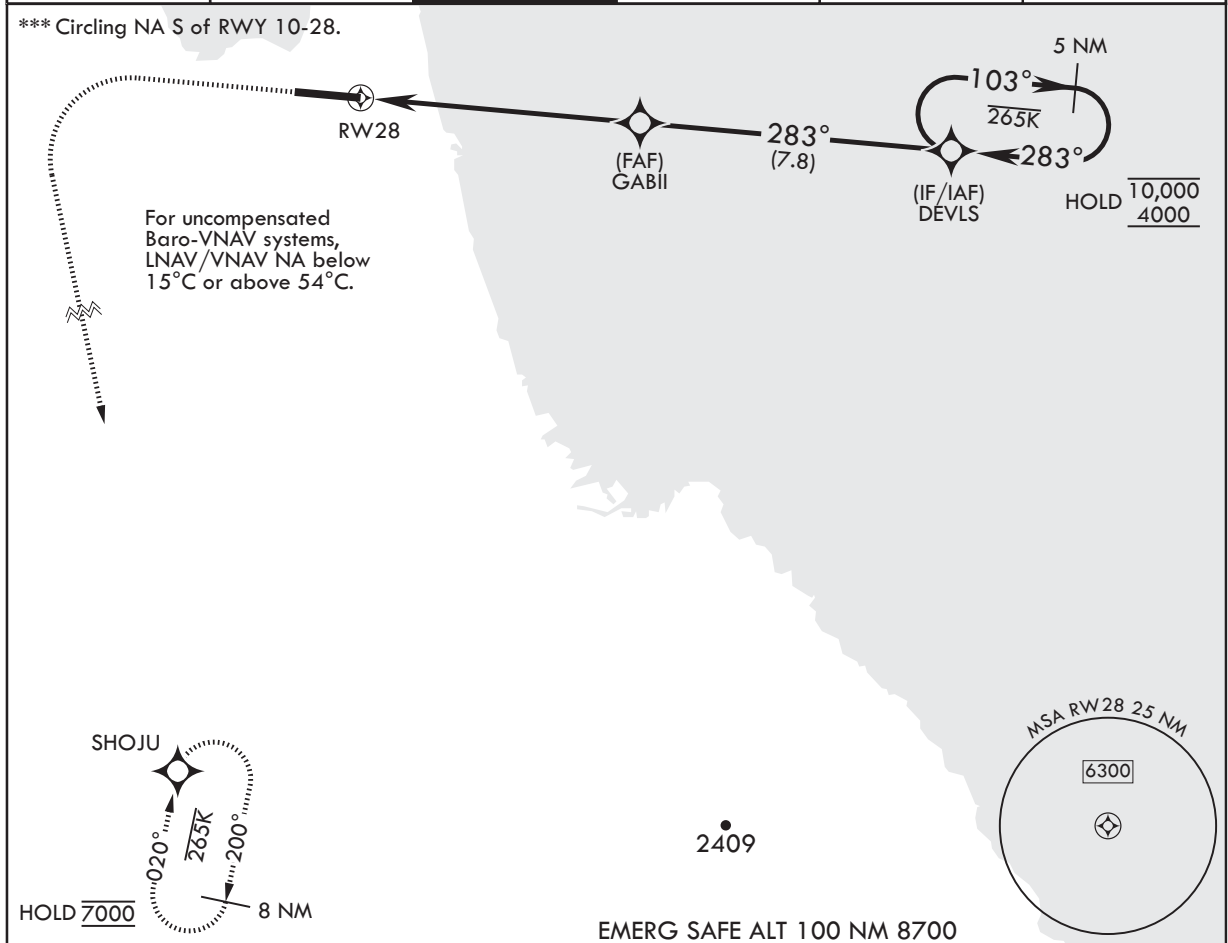 *** Circling NA S of RWY 10-28.
5 NM
103°
265K
RW28
283°
(7.8)
283°
(FAF)
GABII
(IF/IAF)
DEVLS
HOLD 10,000
4000
For uncompensated
Baro-VNAV systems,
LNAV/VNAV NA below
15°C or above 54°C.
MSA RW28 25 NM
6300
SHOJU
020°
265K
200°
2409
HOLD 7000
8 NM
EMERG SAFE ALT 100 NM 8700